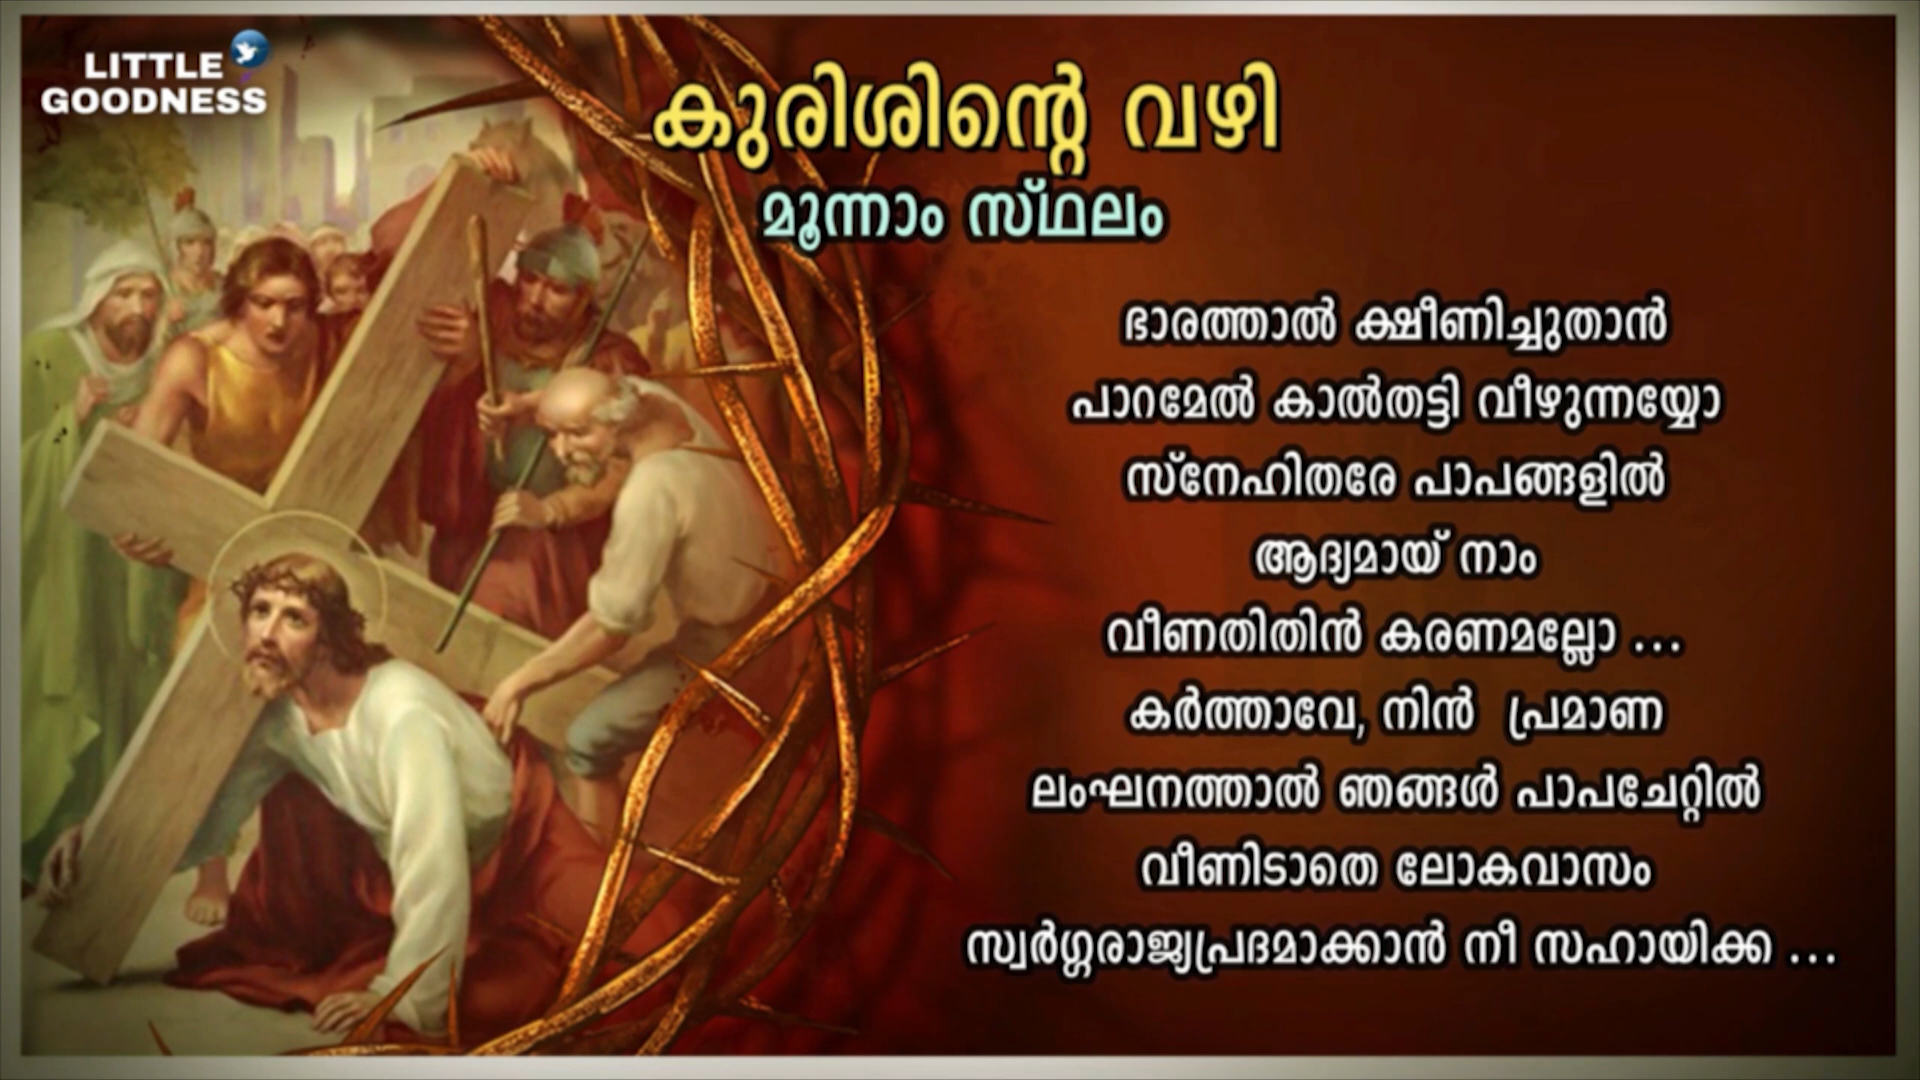 LITTLE
GOODNESS
കുരിശിന്റെ വഴി
മൂന്നാം സ്ഥലം
ഭാരത്താൽ ക്ഷീണിച്ചുതാൻ
പാറമേൽ കാൽതട്ടി വീഴുന്നയ്യോ
സ്നേഹിതരേ പാപങ്ങളിൽ
ആദ്യമായ് നാം
വീണതിതിൻ കരണമല്ലോ ...
കർത്താവേ, നിൻ പ്രമാണ
ലംഘനത്താൽ ഞങ്ങൾ പാപചേറ്റിൽ
വീണിടാതെ ലോകവാസം
സ്വർഗ്ഗരാജ്യപ്രദമാക്കാൻ നീ സഹായിക്ക ...